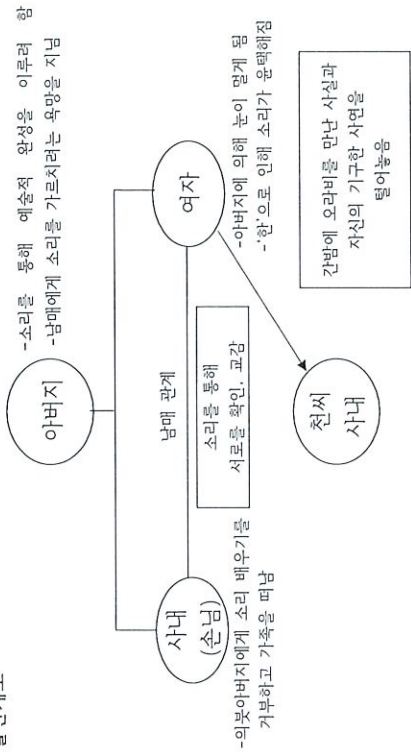 아버지
-소리를 통해 예술적 완성을 이루려 함
-남매에게 소리를 가르치려는 욕망을 지님
남매 관계
사내
(손님)
소리를 통해
서로를 확인, 교감
여자
-의붓아버지에게 소리 배우기를
거부하고 가족을 떠남
-아버지에 의해 눈이 멀게 됨
-'한'으로 인해 소리가 윤택해짐
천씨
사내
간밤에 오라비를 만난 사실과
자신의 기구한 사연을
털어놓음